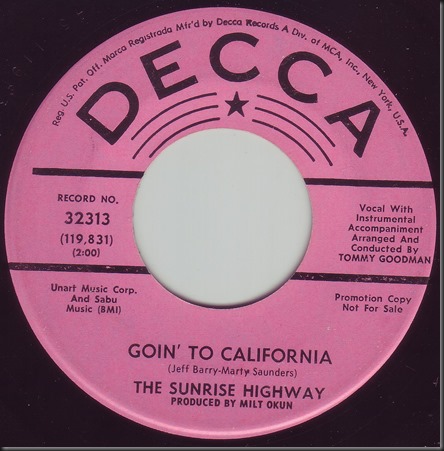 Reg. U.S. Pat. Off. Marca Registrada Mfr'd by Decca Records A Div. of MCA, Inc., New York, U.S.A.
DECCA
RECORD NO.
32313
(119,831)
(2:00)
Vocal With
Instrumental
Accompaniment
Arranged And
Conducted By
TOMMY GOODMAN
Unart Music Corp.
And Sabu
Music (BMI)
Promotion Copy
Not For Sale
GOIN' TO CALIFORNIA
(Jeff Barry-Marty Saunders)
THE SUNRISE HIGHWAY
PRODUCED BY MILT OKUN